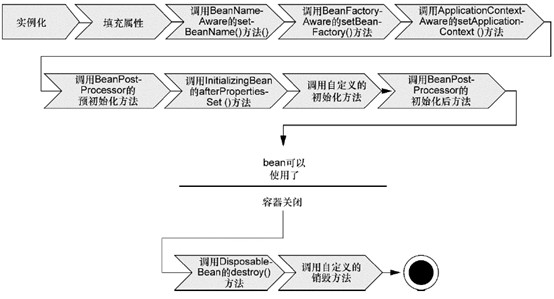 实例化
填充属性
调用BeanName-
Aware的set-
BeanName()方法()
调用BeanFactory-
Aware的setBean-
Factory()方法
调用ApplicationContext-
Aware的setApplication-
Context ()方法
调用BeanPost-
Processor的
预初始化方法
调用InitializingBean
的afterProperties-
Set ()方法
调用自定义的
初始化方法
调用BeanPost-
Processor的
初始化后方法
bean可以
使用了
容器关闭
调用Disposable-
Bean的destroy()
方法
调用自定义的
销毁方法